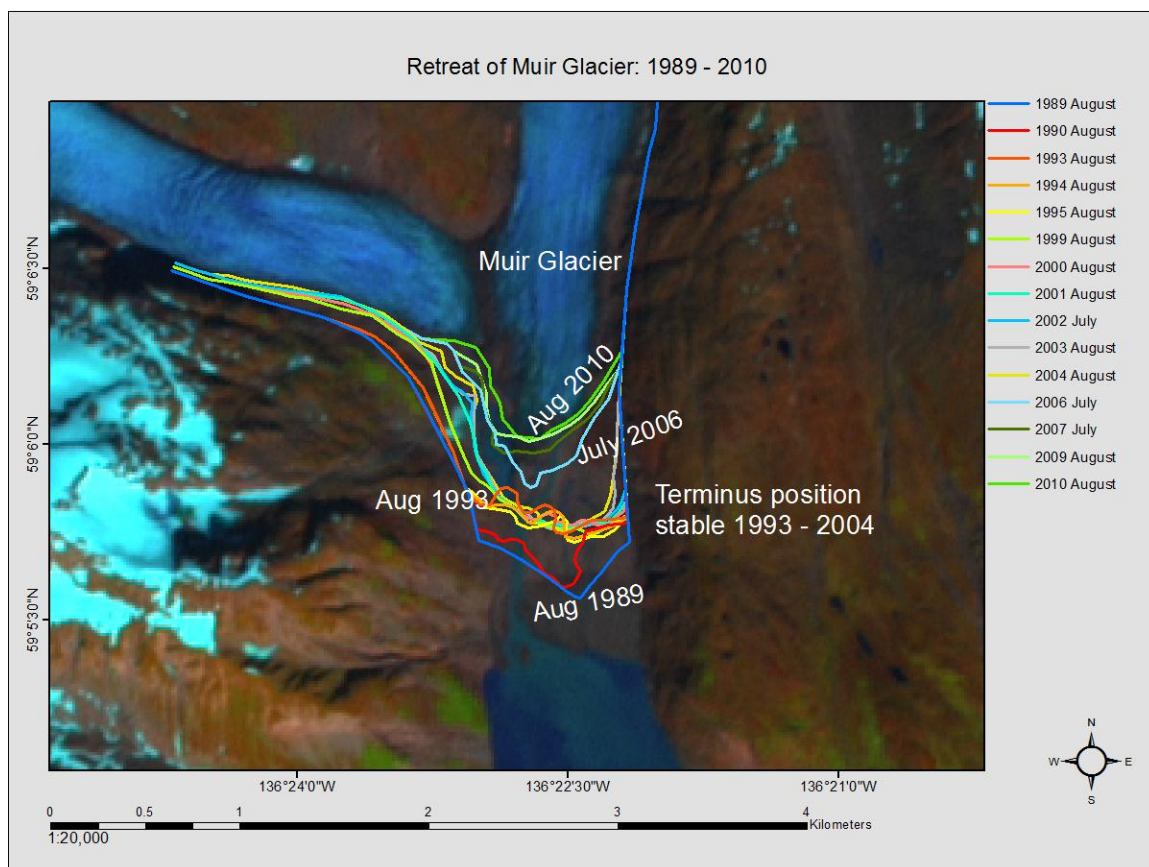 Retreat of Muir Glacier: 1989 - 2010
1989 August
1990 August
1993 August
1994 August
1995 August
1999 August
2000 August
2001 August
2002 July
2003 August
2004 August
2006 July
2007 July
2009 August
2010 August
Muir Glacier
Aug 2010
July 2006
Aug 1993
Terminus position
stable 1993 - 2004
Aug 1989
59°6'30"N
59°6'0"N
59°5'30"N
136°24'0"W
136°22'30"W
136°21'0"W
N
W
E
S
0
0.5
1
2
3
4
Kilometers
1:20,000